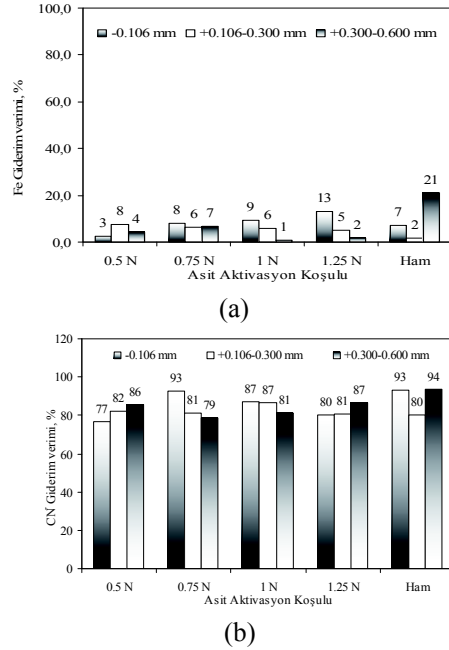 -0.106 mm +0.106-0.300 mm +0.300-0.600 mm
Fe Giderim verimi, %
100,0
80,0
60,0
40,0
20,0
0,0
3 8 4 8 6 7 9 6 1 13 5 2 7 2 21
0.5 N 0.75 N 1 N 1.25 N Ham
Asit Aktivasyon Koşulu
(a)
-0.106 mm +0.106-0.300 mm +0.300-0.600 mm
CN Giderim verimi, %
120
100
80
60
40
20
0
77 82 86 93 81 79 87 87 81 80 81 87 93 80 94
0.5 N 0.75 N 1 N 1.25 N Ham
Asit Aktivasyon Koşulu
(b)